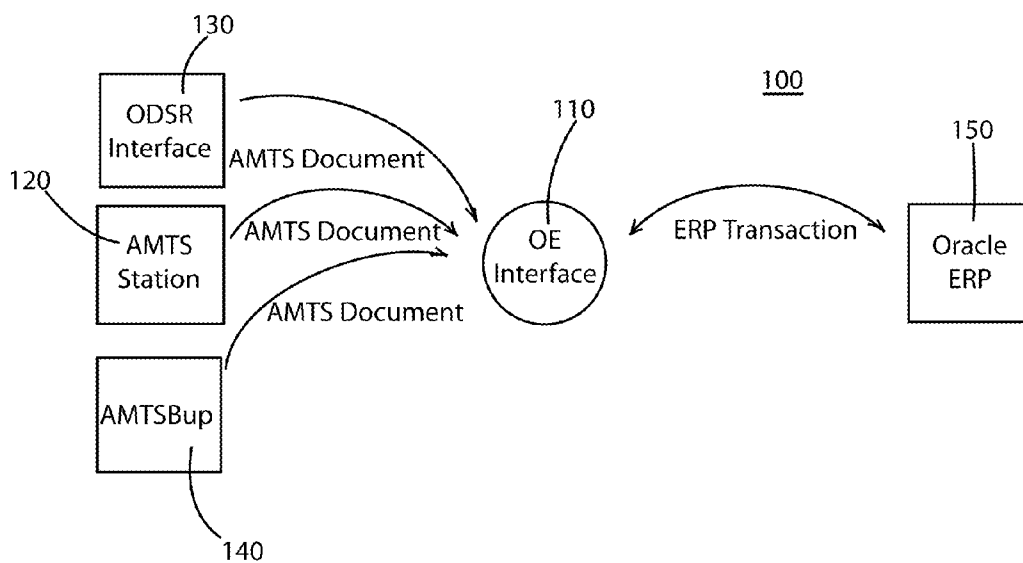 130
ODSR
Interface
100
110
150
AMTS Document
120
AMTS
Station
AMTS Document
OE
Interface
ERP Transaction
Oracle
ERP
AMTS Document
AMTSBup
140